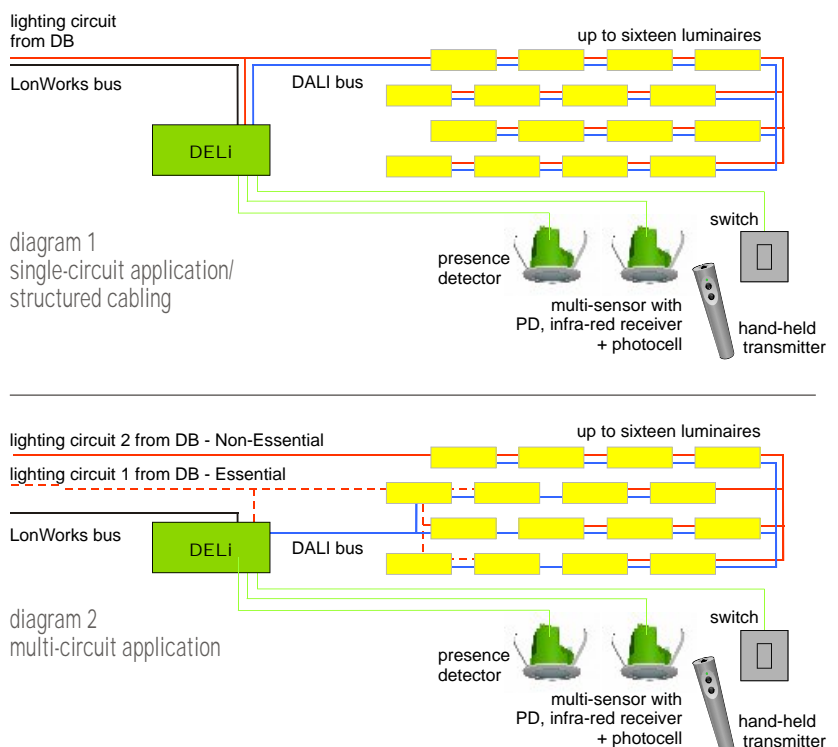 lighting circuit
from DB
up to sixteen luminaires
LonWorks bus
DALI bus
DELi
switch
diagram 1
single-circuit application/
structured cabling
presence
detector
multi-sensor with
PD, infra-red receiver
+ photocell
hand-held
transmitter
lighting circuit 2 from DB - Non-Essential
up to sixteen luminaires
lighting circuit 1 from DB - Essential
LonWorks bus
DELi
DALI bus
diagram 2
multi-circuit application
switch
presence
detector
multi-sensor with
PD, infra-red receiver
+ photocell
hand-held
transmitter